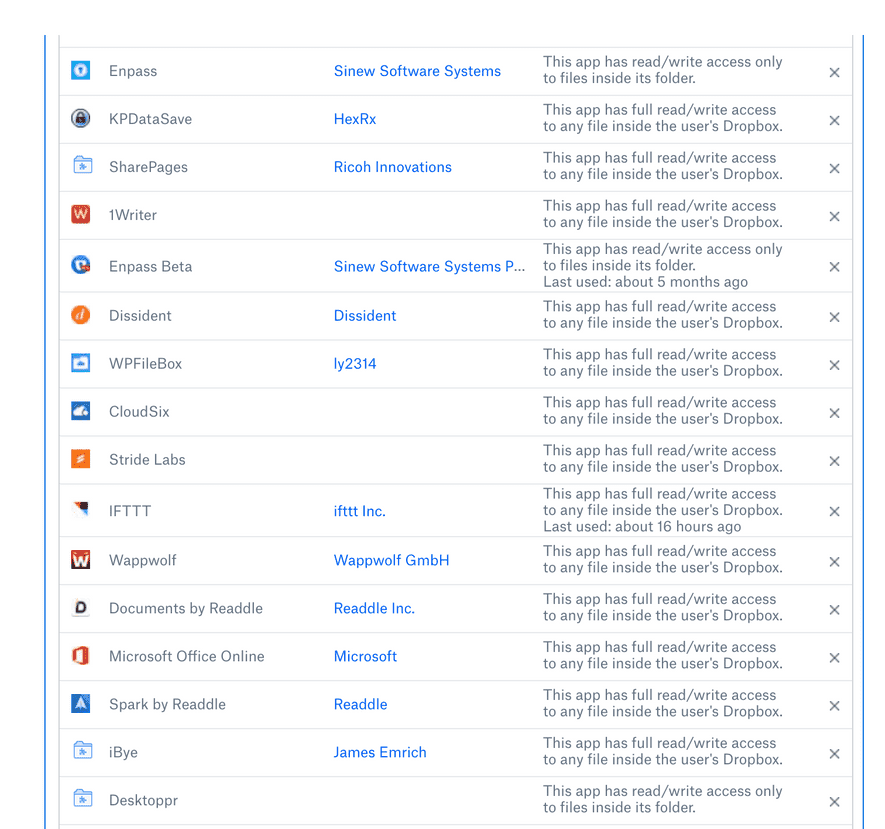 Enpass
Sinew Software Systems
This app has read/write access only
to files inside its folder.
KPDataSave
HexRx
This app has full read/write access
to any file inside the user's Dropbox.
SharePages
Ricoh Innovations
This app has full read/write access
to any file inside the user's Dropbox.
1Writer
This app has full read/write access
to any file inside the user's Dropbox.
Enpass Beta
Sinew Software Systems P...
This app has read/write access only
to files inside its folder.
Last used: about 5 months ago
Dissident
Dissident
This app has full read/write access
to any file inside the user's Dropbox.
WPFileBox
ly2314
This app has full read/write access
to any file inside the user's Dropbox.
CloudSix
This app has full read/write access
to any file inside the user's Dropbox.
Stride Labs
This app has full read/write access
to any file inside the user's Dropbox.
IFTTT
ifttt Inc.
This app has full read/write access
to any file inside the user's Dropbox.
Last used: about 16 hours ago
Wappwolf
Wappwolf GmbH
This app has full read/write access
to any file inside the user's Dropbox.
Documents by Readdle
Readdle Inc.
This app has full read/write access
to any file inside the user's Dropbox.
Microsoft Office Online
Microsoft
This app has full read/write access
to any file inside the user's Dropbox.
Spark by Readdle
Readdle
This app has full read/write access
to any file inside the user's Dropbox.
iBye
James Emrich
This app has full read/write access
to any file inside the user's Dropbox.
Desktoppr
This app has read/write access only
to files inside its folder.